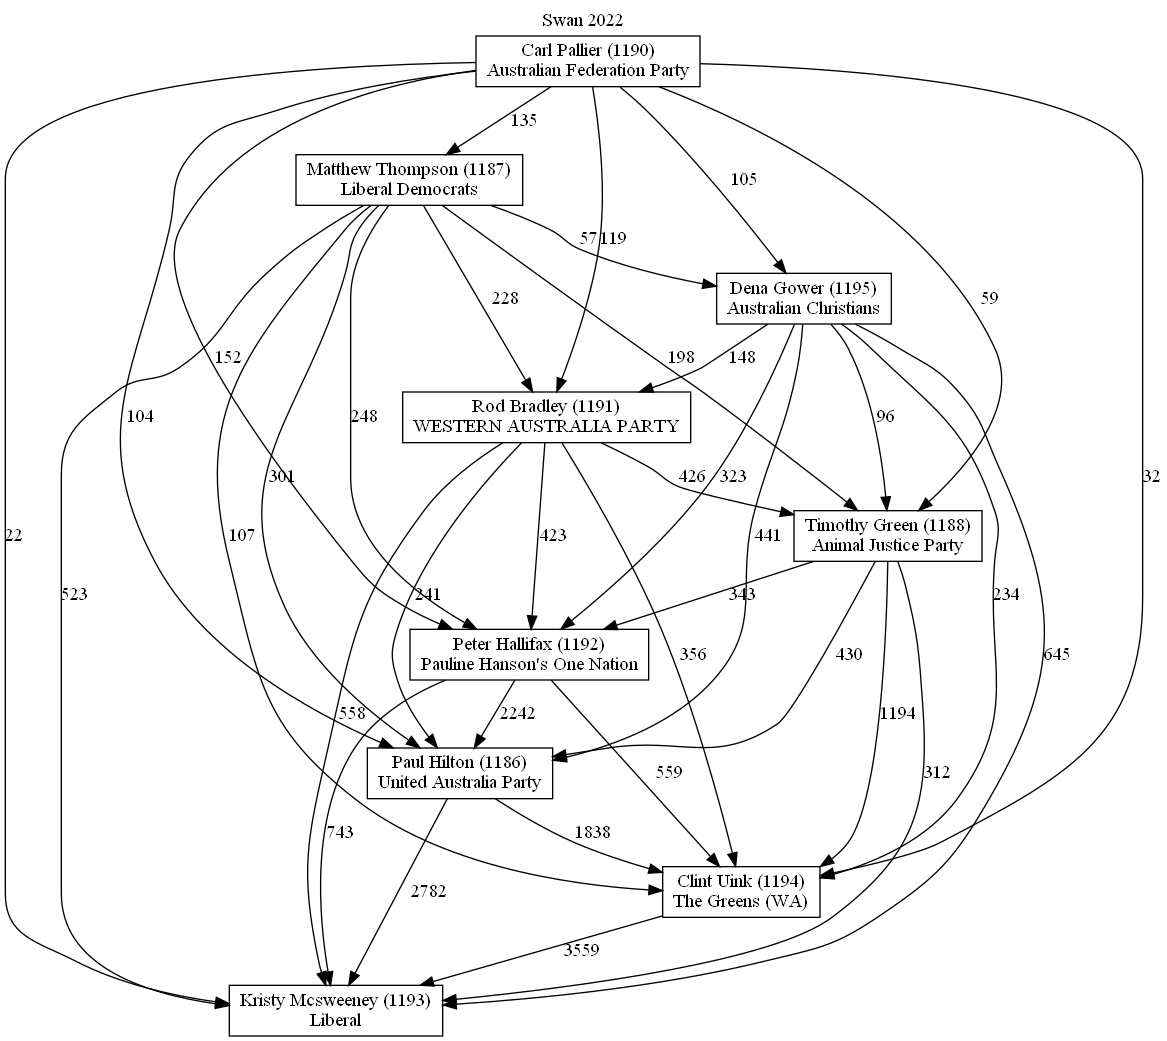 Swan 2022
Carl Pallier (1190)
Australian Federation Party
135
Matthew Thompson (1187)
Liberal Democrats
105
57
119
Dena Gower (1195)
Australian Christians
228
59
152
198
148
Rod Bradley (1191)
WESTERN AUSTRALIA PARTY
104
248
96
301
426
323
32
Timothy Green (1188)
Animal Justice Party
22
107
423
441
523
241
343
234
Peter Hallifax (1192)
Pauline Hanson's One Nation
356
430
645
558
2242
1194
Paul Hilton (1186)
United Australia Party
559
312
743
1838
Clint Uink (1194)
The Greens (WA)
2782
3559
Kristy Mcsweeney (1193)
Liberal